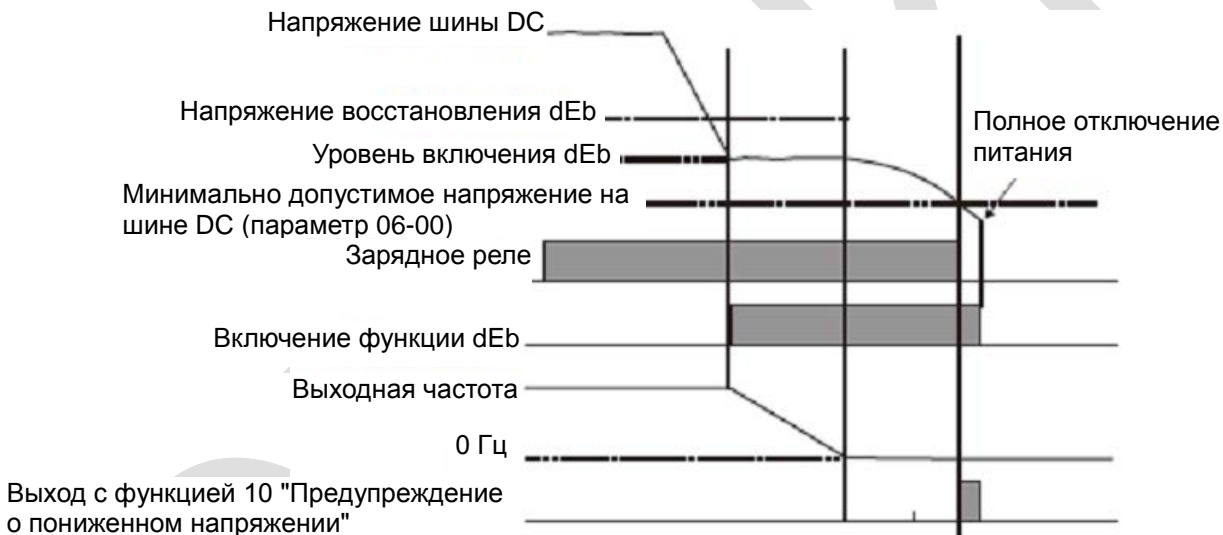 Напряжение шины DC
Напряжение восстановления dEb
Полное отключение
питания
Уровень включения dEb
Минимально допустимое напряжение на
шине DC (параметр 06-00)
Зарядное реле
Включение функции dEb
Выходная частота
0 Гц
Выход с функцией 10 "Предупреждение
о пониженном напряжении"